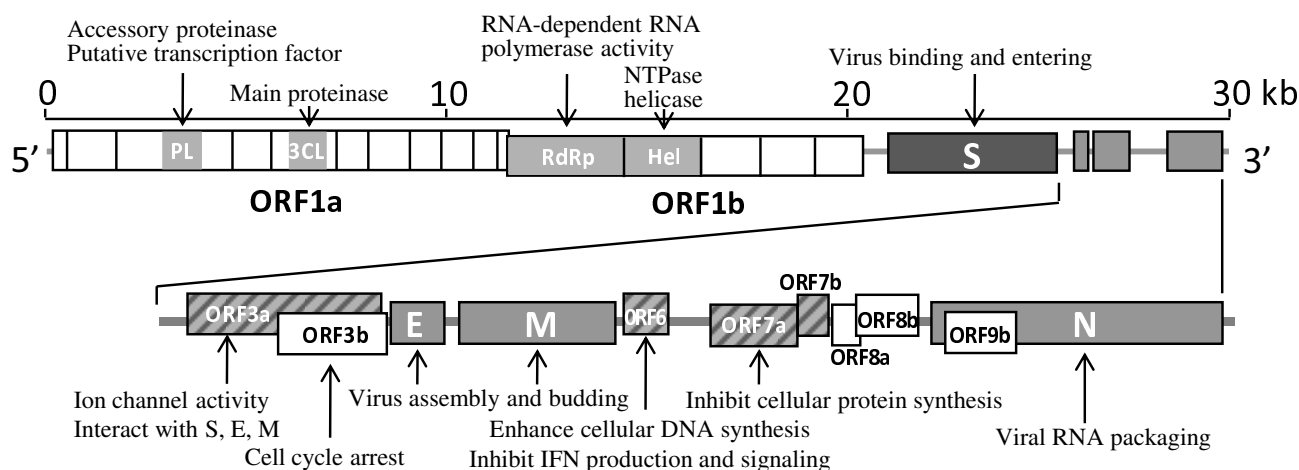 Accessory proteinase
Putative transcription factor
RNA-dependent RNA
polymerase activity
Main proteinase
NTPase
helicase
Virus binding and entering
0 10 20 30 kb
5’ PL 3CL RdRp Hel S 3’
ORF1a ORF1b
ORF7b
ORF3a ORF3b E M ORF6 ORF7a ORF8b ORF9b N
ORF8a
Ion channel activity
Interact with S, E, M
Virus assembly and budding
Inhibit cellular protein synthesis
Cell cycle arrest
Enhance cellular DNA synthesis
Inhibit IFN production and signaling
Viral RNA packaging